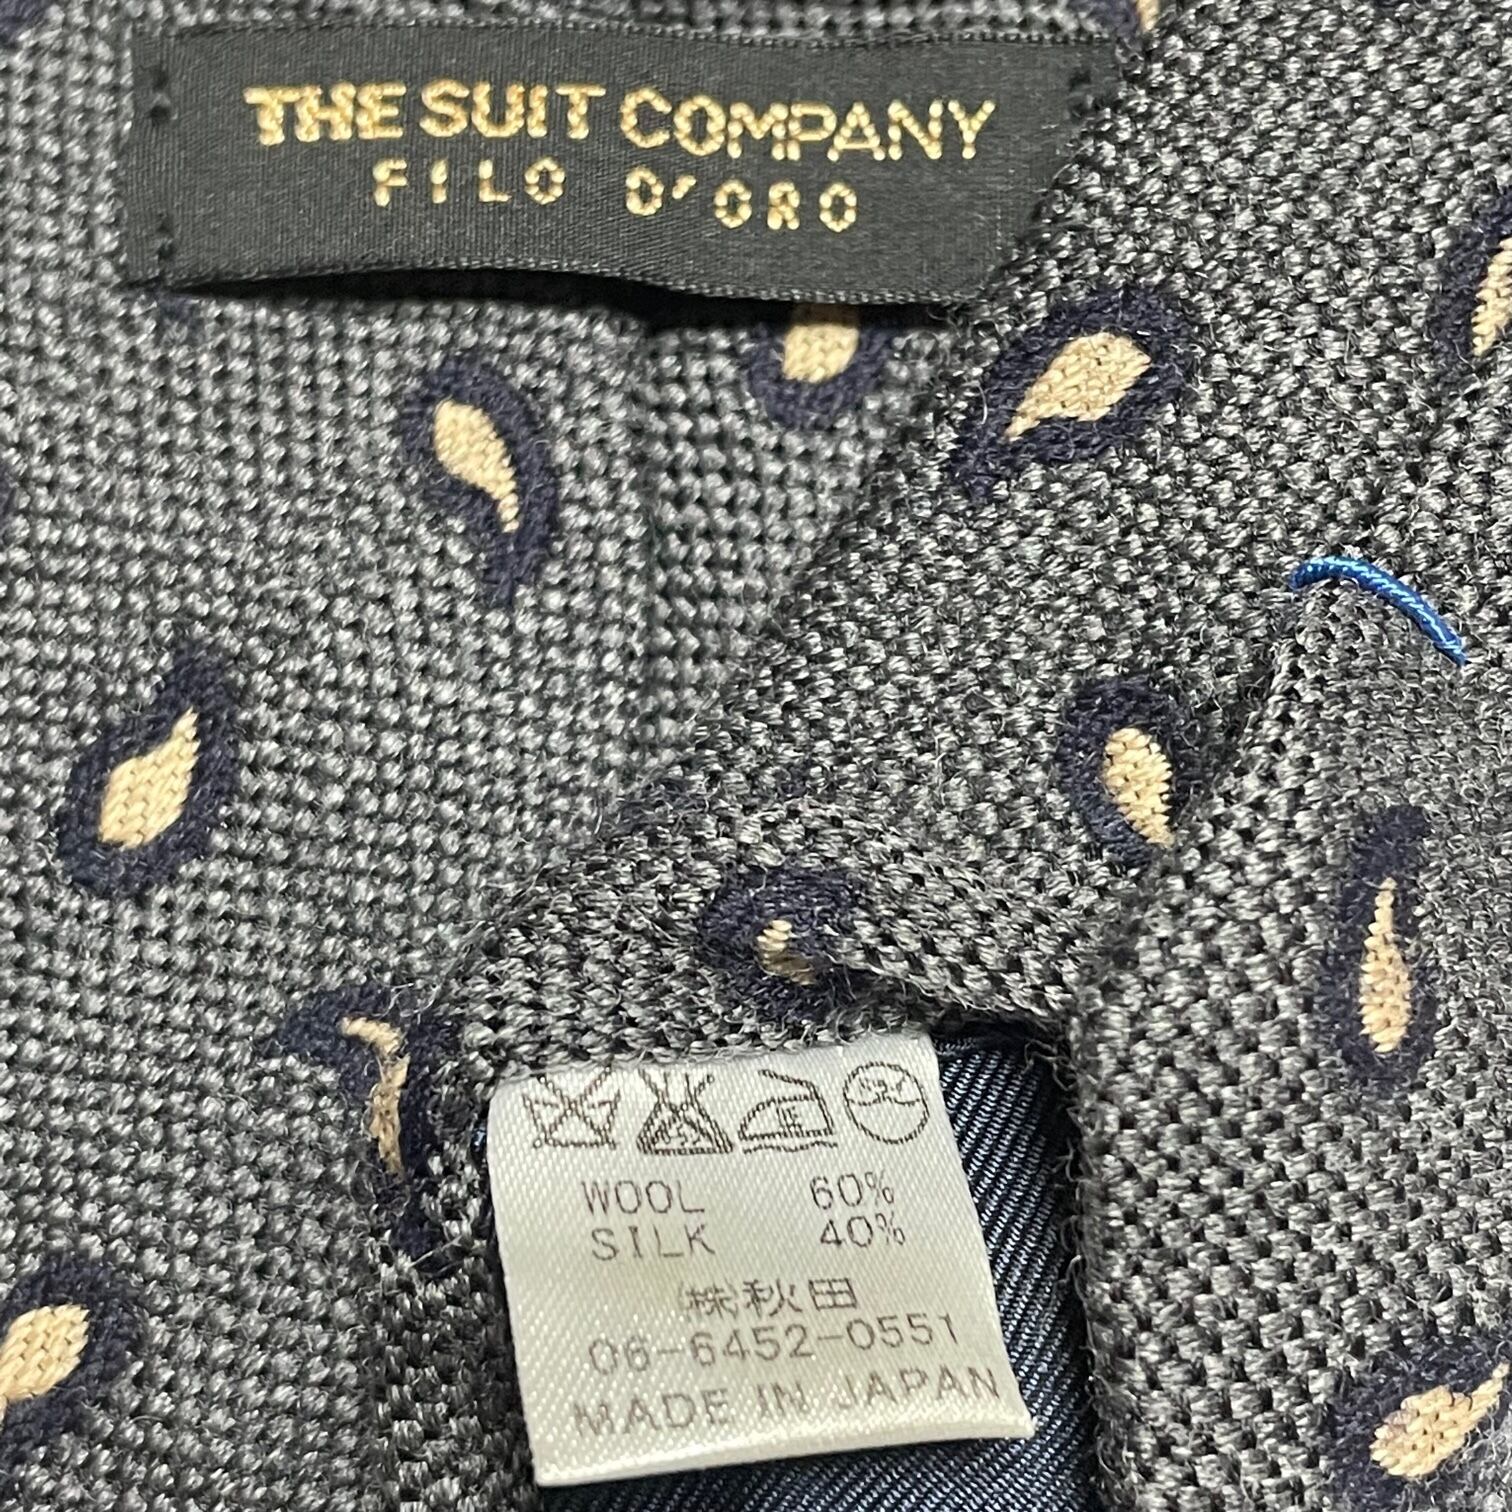 THE SUIT COMPANY
FILO D'ORO
WOOL 60%
SILK 40%
㈱秋田
06-6452-0551
MADE IN JAPAN